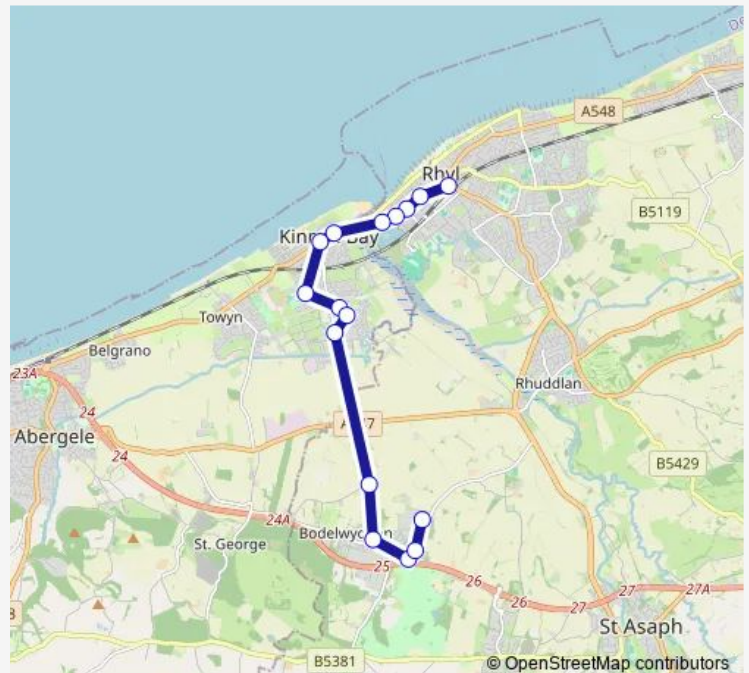 A548
Rhyl
B5119
Kinmel Bay
Towyn
Belgrano
Rhuddlan
23A
24
Abergele
24
B5429
24A
St. George
Bodelwyddan
25
26
26
27
27
27A
St Asaph
B5381
© OpenStreetMap contributors